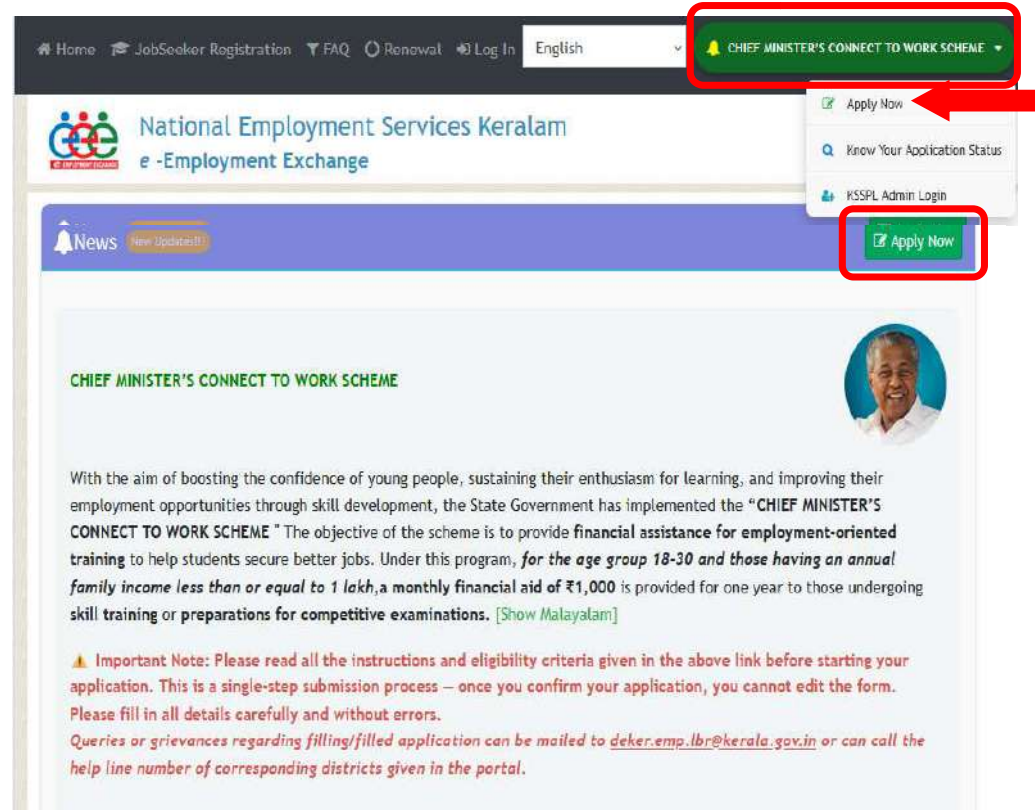 Home JobSeeker Registration FAQ Renewal Log In English CHIEF MINISTER'S CONNECT TO WORK SCHEME
Apply Now
Know Your Application Status
KSSPL Admin Login
National Employment Services Keralam
e -Employment Exchange
News New Updates!!! Apply Now
CHIEF MINISTER'S CONNECT TO WORK SCHEME
With the aim of boosting the confidence of young people, sustaining their enthusiasm for learning, and improving their
employment opportunities through skill development, the State Government has implemented the "CHIEF MINISTER'S
CONNECT TO WORK SCHEME " The objective of the scheme is to provide financial assistance for employment-oriented
training to help students secure better jobs. Under this program, for the age group 18-30 and those having an annual
family income less than or equal to 1 lakh,a monthly financial aid of ₹1,000 is provided for one year to those undergoing
skill training or preparations for competitive examinations. [Show Malayalam]
Important Note: Please read all the instructions and eligibility criteria given in the above link before starting your
application. This is a single-step submission process — once you confirm your application, you cannot edit the form.
Please fill in all details carefully and without errors.
Queries or grievances regarding filling/filled application can be mailed to deker.emp.lbr@kerala.gov.in or can call the
help line number of corresponding districts given in the portal.